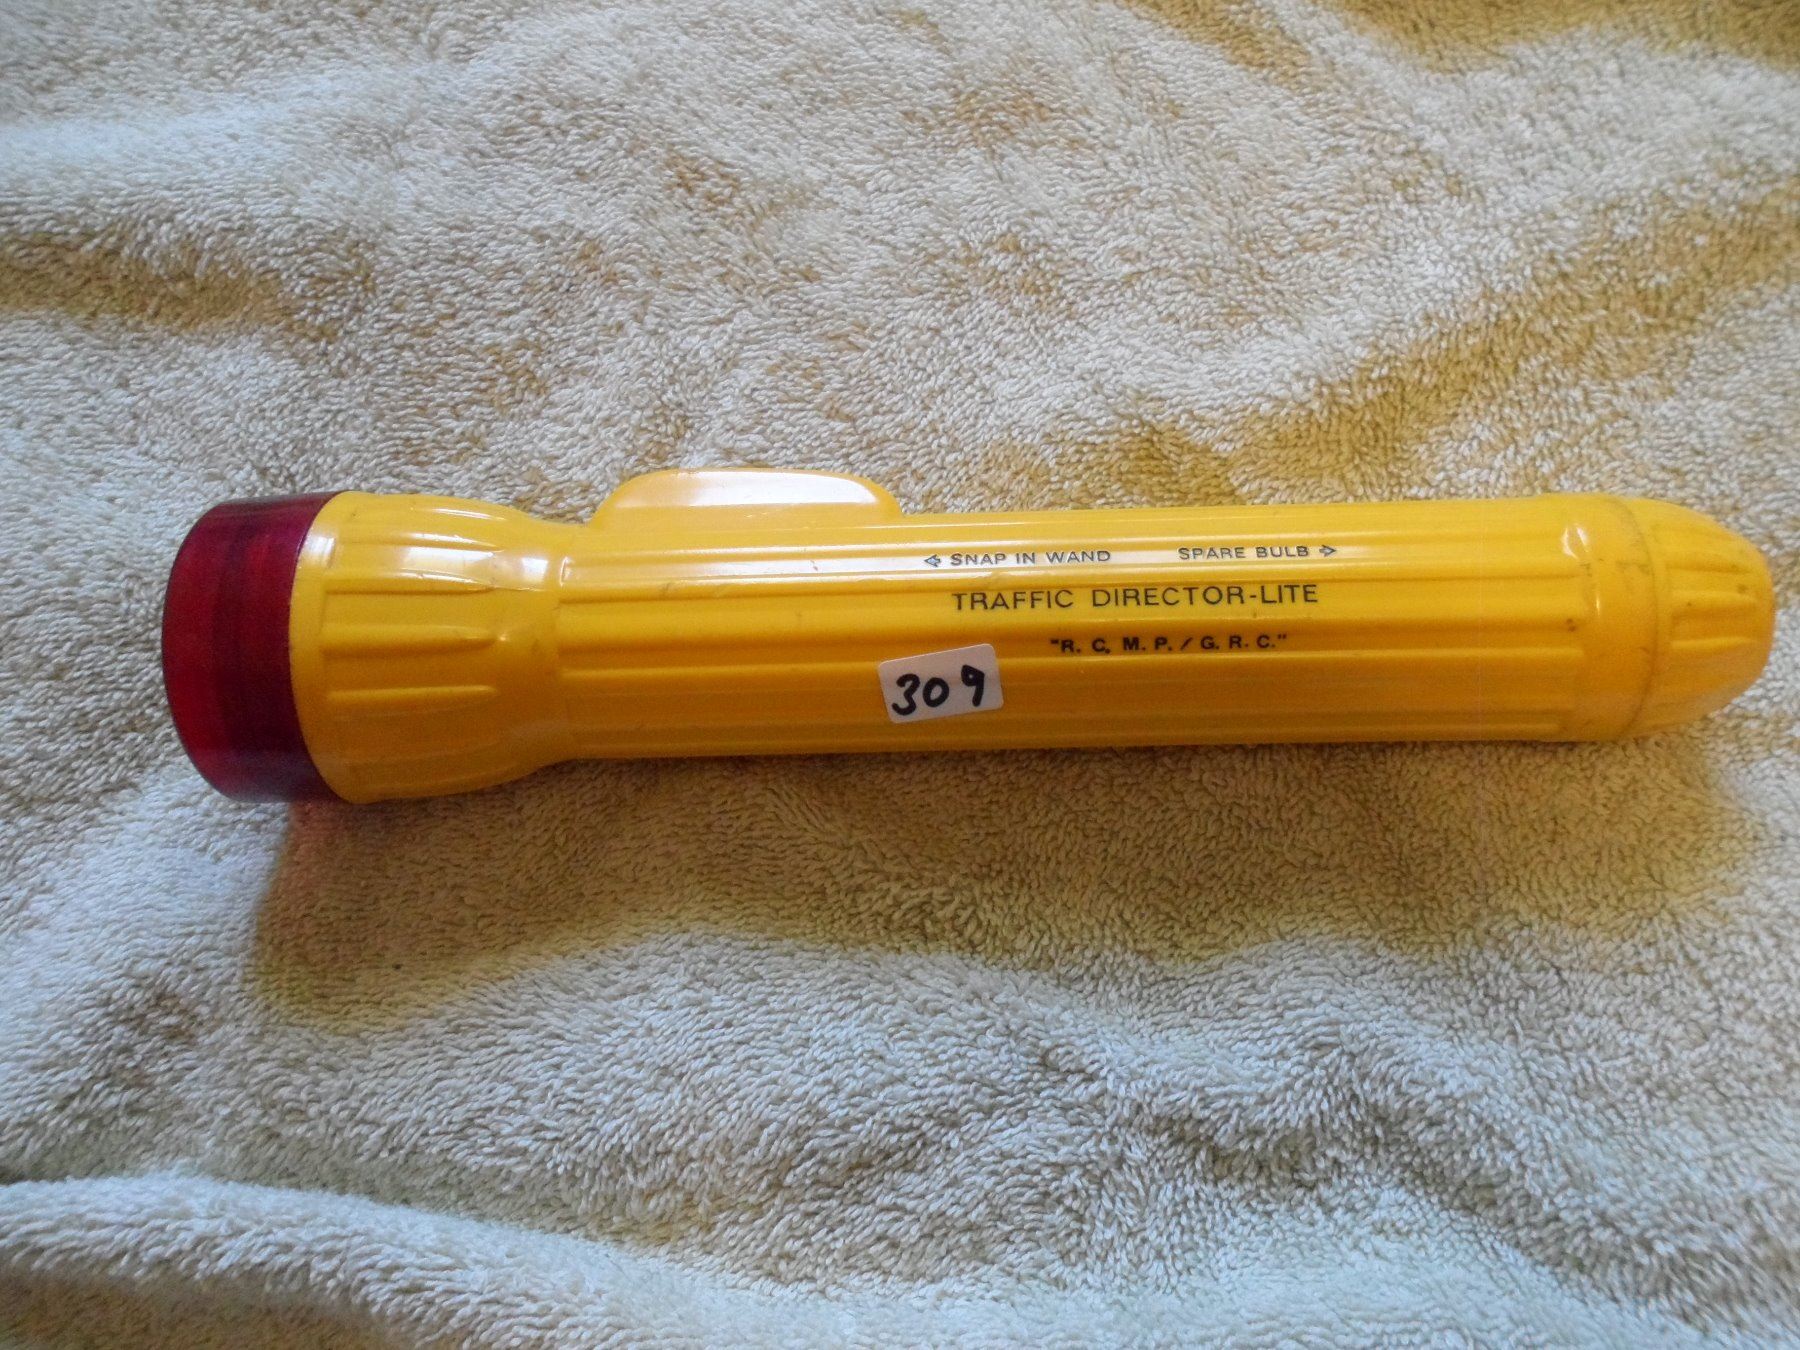 ⇦ SNAP IN WAND SPARE BULB ⇨
TRAFFIC DIRECTOR-LITE
"R. C. M. P. / G. R. C."
309